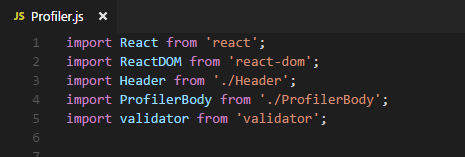 JS Profiler.js ×
1 import React from 'react';
2 import ReactDOM from 'react-dom';
3 import Header from './Header';
4 import ProfilerBody from './ProfilerBody';
5 import validator from 'validator';
6
7